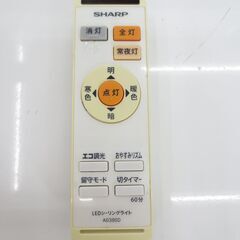 SHARP
消灯
全灯
常夜灯
明
寒色
点灯
暖色
暗
エコ調光
おやすみリズム
留守モード
切タイマー
60分
LEDシーリングライト